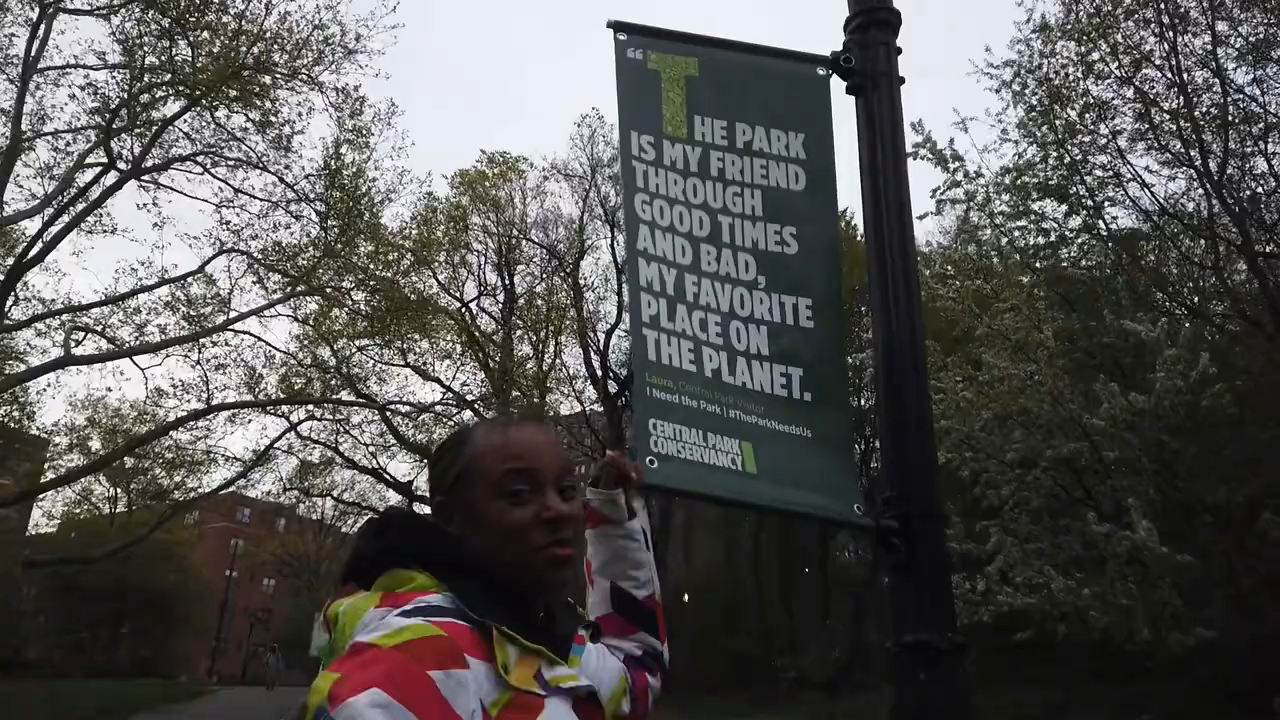 “THE PARK
IS MY FRIEND
THROUGH
GOOD TIMES
AND BAD,
MY FAVORITE
PLACE ON
THE PLANET.
Laura, Central Park Visitor
I Need the Park | #TheParkNeedsUs
CENTRAL PARK
CONSERVANCY